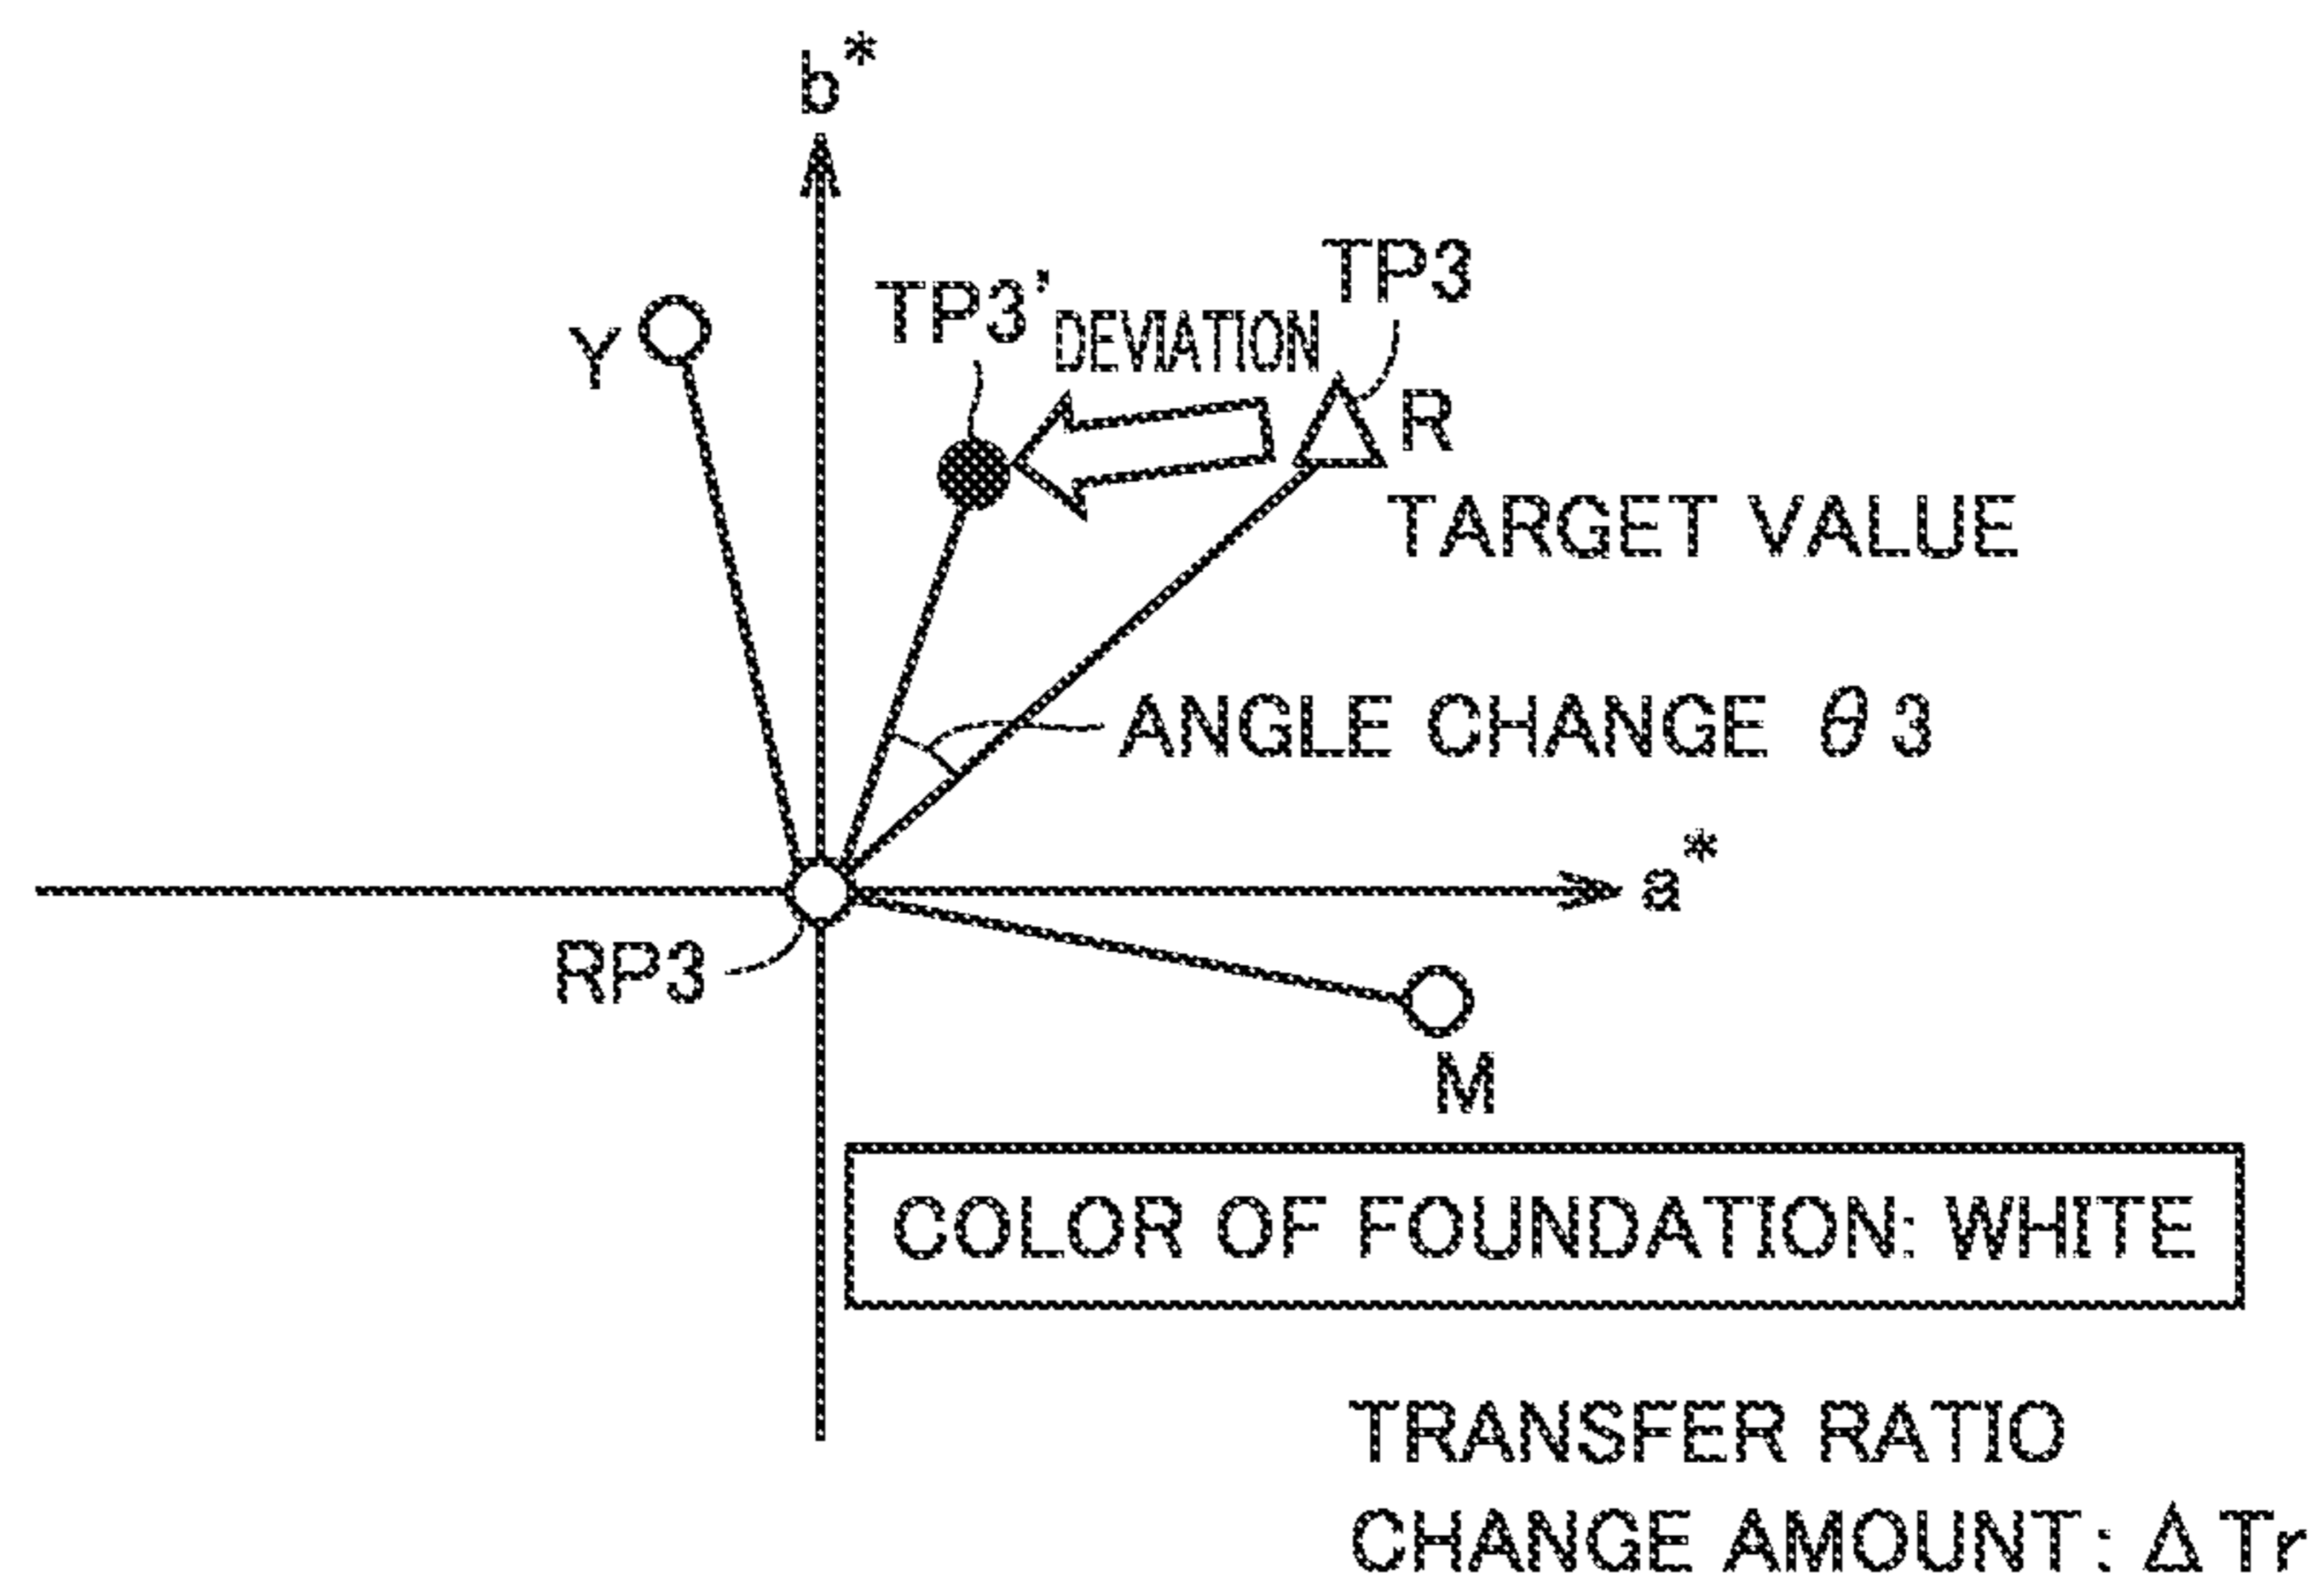 b*
TP3
TP3'
DEVIATION
Y
R
TARGET VALUE
ANGLE CHANGE θ3
a*
RP3
M
COLOR OF FOUNDATION: WHITE
TRANSFER RATIO
CHANGE AMOUNT: ΔTr